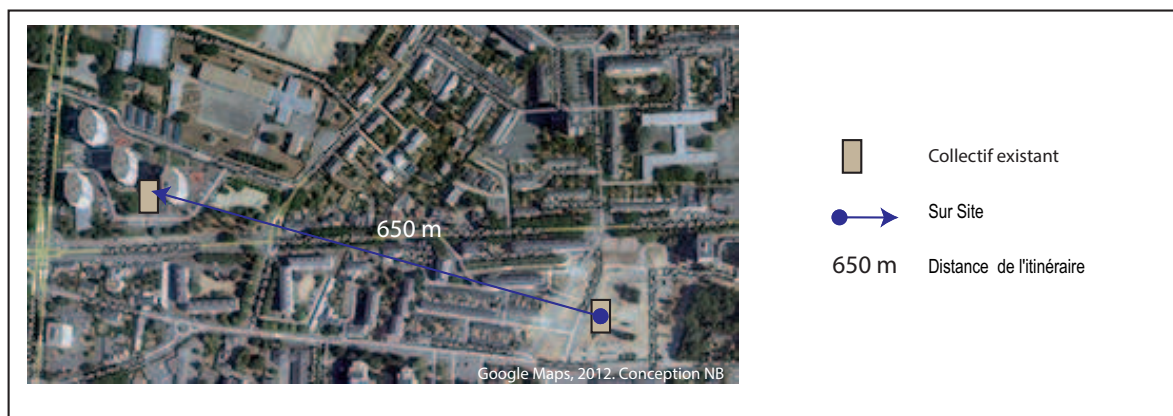 650 m
Google Maps, 2012. Conception NB
Collectif existant
Sur Site
650 m Distance de l'itinéraire